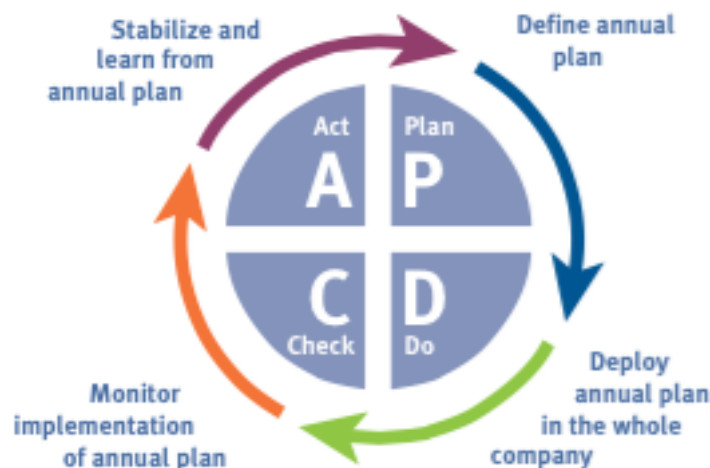 Stabilize and
learn from
annual plan
Define annual
plan
Act
A
Plan
P
C
Check
D
Do
Monitor
implementation
of annual plan
Deploy
annual plan
in the whole
company